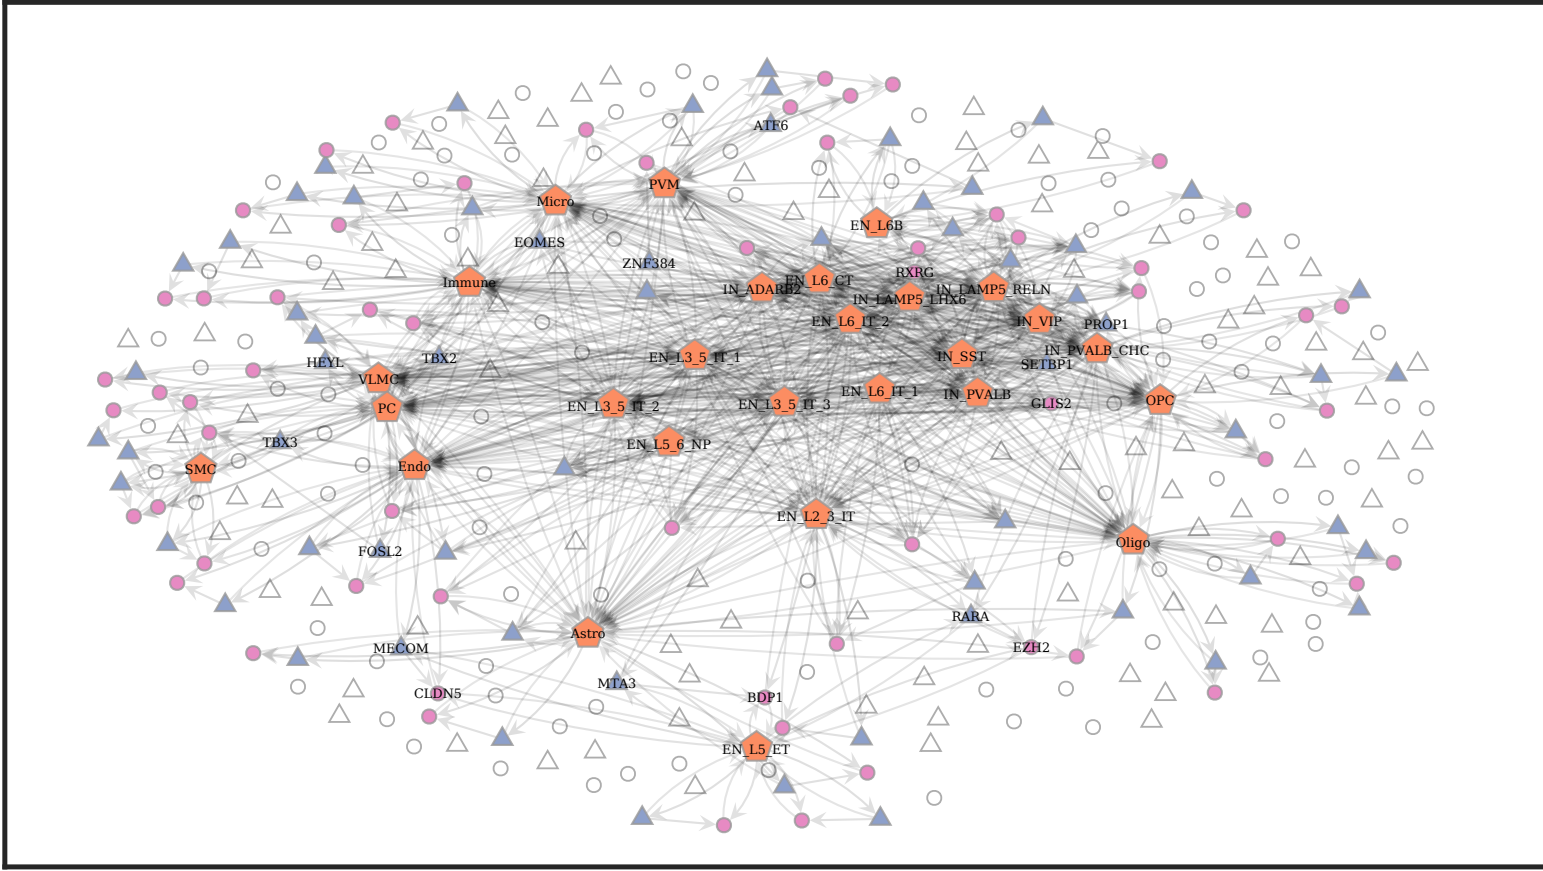 ATF6
PVM
Micro
EN_L6B
EOMES
ZNF384
RXRG
EN_L6_CT
Immune
IN_ADARB2
IN_LAMP5_RELN
IN_LAMP5_LHX6
EN_L6_IT_2
IN_VIP
PROP1
IN_PVALB_CHC
EN_L3_5_IT_1
IN_SST
TBX2
HEYL
SETBP1
VLMC
EN_L6_IT_1
IN_PVALB
OPC
GLIS2
EN_L3_5_IT_2
EN_L3_5_IT_3
PC
TBX3
EN_L5_6_NP
Endo
SMC
EN_L2_3_IT
Oligo
FOSL2
RARA
Astro
EZH2
MECOM
MTA3
CLDN5
BDP1
EN_L5_ET